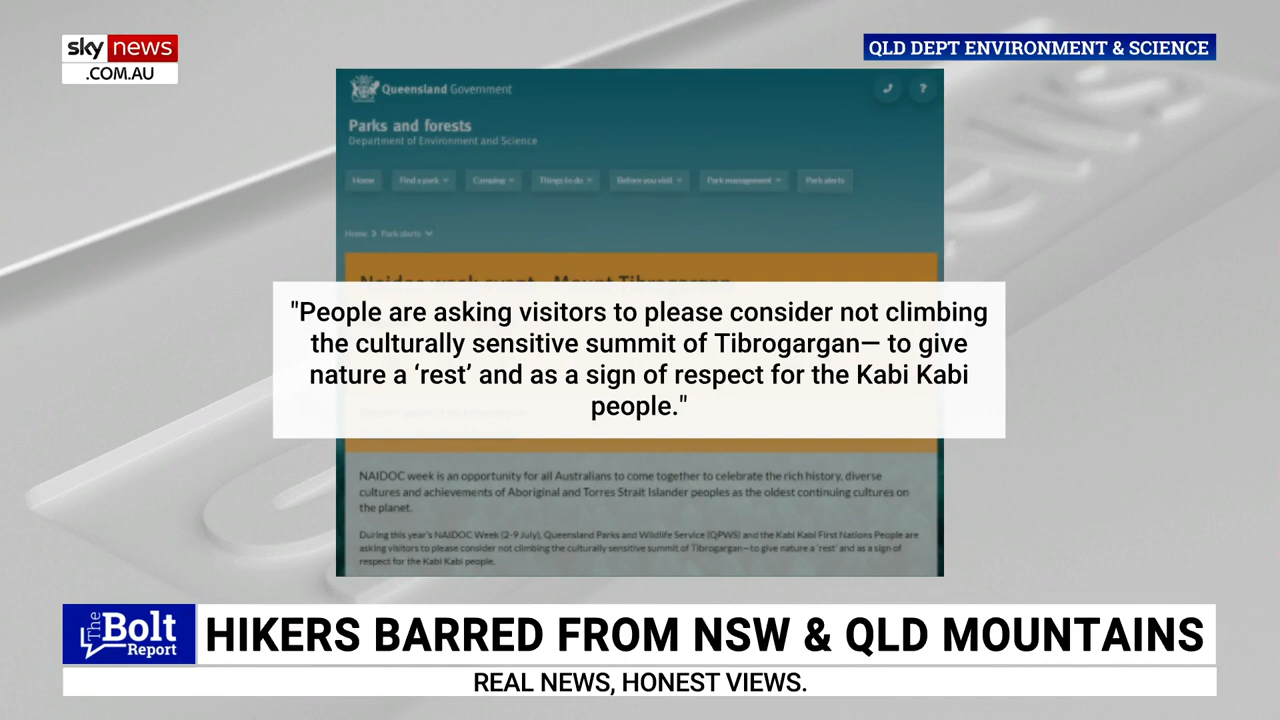 sky news
.COM.AU
QLD DEPT ENVIRONMENT & SCIENCE
Queensland Government
?
Parks and forests
Department of Environment and Science
Home Find a park Camping Things to do Before you visit Park management Park alerts
Home > Park alerts
Naidoc week event - Mount Tibrogargan
"People are asking visitors to please consider not climbing
the culturally sensitive summit of Tibrogargan— to give
nature a ‘rest’ and as a sign of respect for the Kabi Kabi
people."
NAIDOC week is an opportunity for all Australians to come together to celebrate the rich history, diverse
cultures and achievements of Aboriginal and Torres Strait Islander peoples as the oldest continuing cultures on
the planet.
During this year's NAIDOC Week (2-9 July), Queensland Parks and Wildlife Service (QPWS) and the Kabi Kabi First Nations People are
asking visitors to please consider not climbing the culturally sensitive summit of Tibrogargan—to give nature a 'rest' and as a sign of
respect for the Kabi Kabi people.
The Bolt Report
HIKERS BARRED FROM NSW & QLD MOUNTAINS
REAL NEWS, HONEST VIEWS.